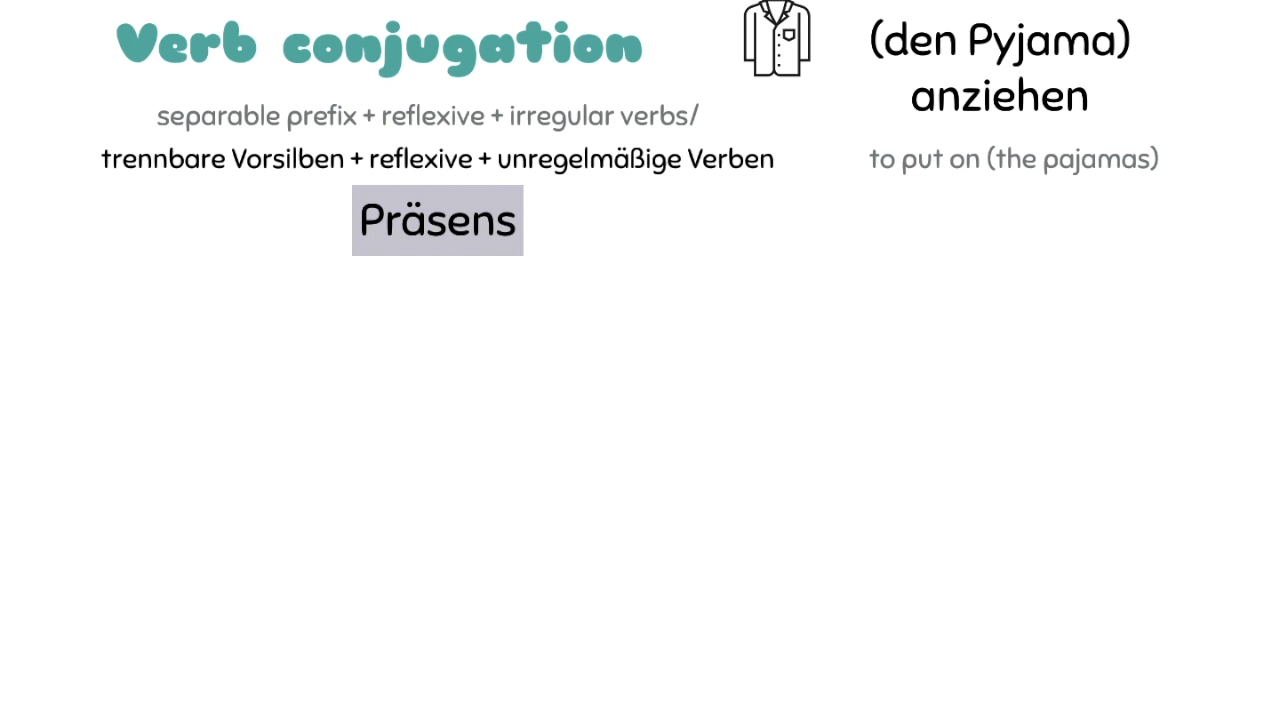 Verb conjugation
separable prefix + reflexive + irregular verbs/
trennbare Vorsilben + reflexive + unregelmäßige Verben
Präsens
(den Pyjama)
anziehen
to put on (the pajamas)